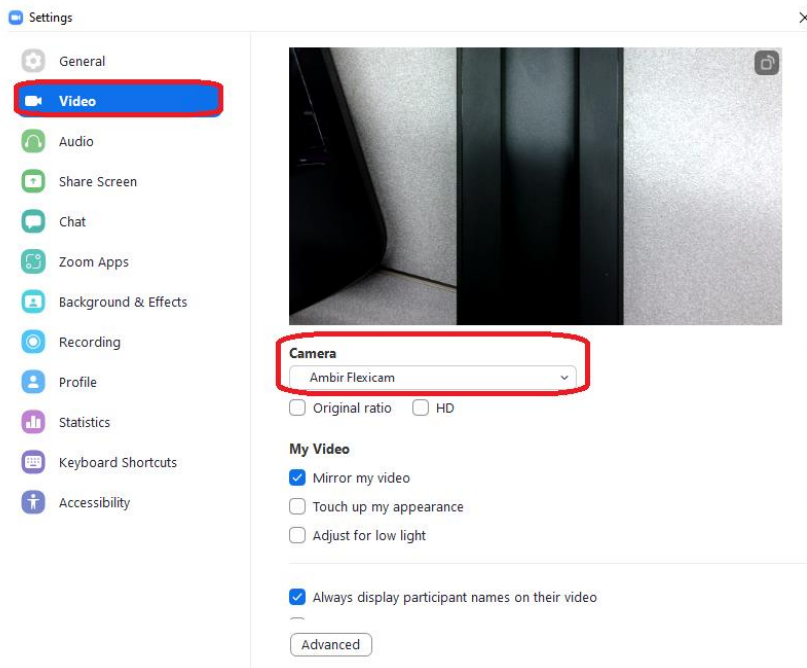 Settings
General
Video
Audio
Share Screen
Chat
Zoom Apps
Background & Effects
Recording
Profile
Statistics
Keyboard Shortcuts
Accessibility
Camera
Ambir Flexicam
Original ratio HD
My Video
Mirror my video
Touch up my appearance
Adjust for low light
Always display participant names on their video
Advanced